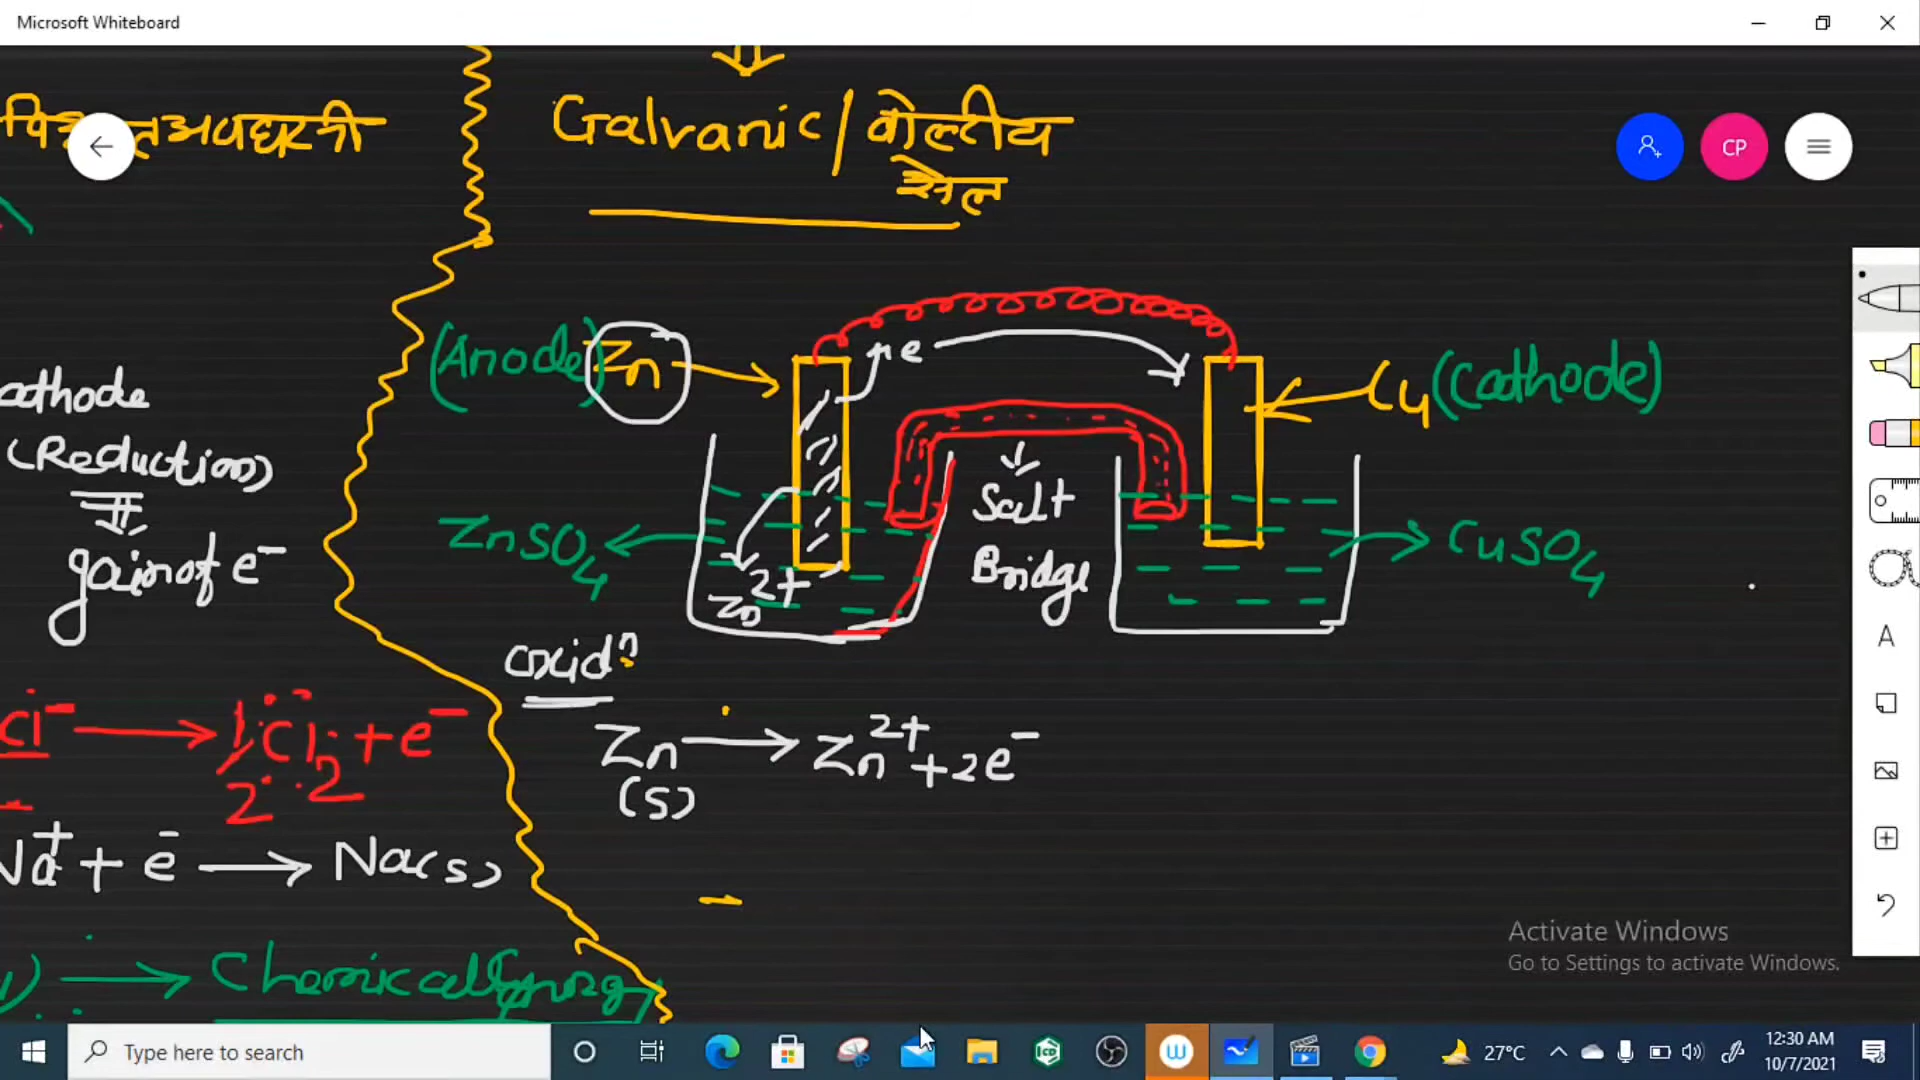 Microsoft Whiteboard
Galvanic / वोल्टीय
सेल
CP
(Anode) Zn
ne
Cu (Cathode)
athode
(Reduction)
gain of e-
ZnSO4
Zn2+
Salt
Bridge
CuSO4
oxidn
Zn → Zn2+ + 2e-
(s)
Cl- → 1/2 Cl2 + e-
Na+ + e- → Na(s)
→ Chemical Energy
A
Activate Windows
Go to Settings to activate Windows.
Type here to search
27°C
12:30 AM
10/7/2021